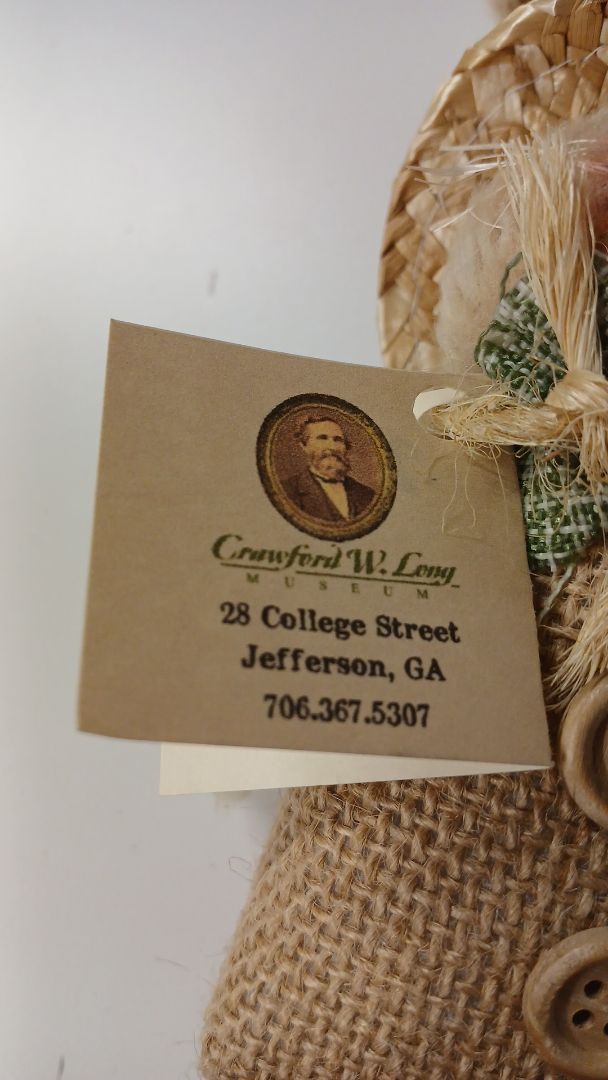 Crawford W. Long
MUSEUM
28 College Street
Jefferson, GA
706.367.5307